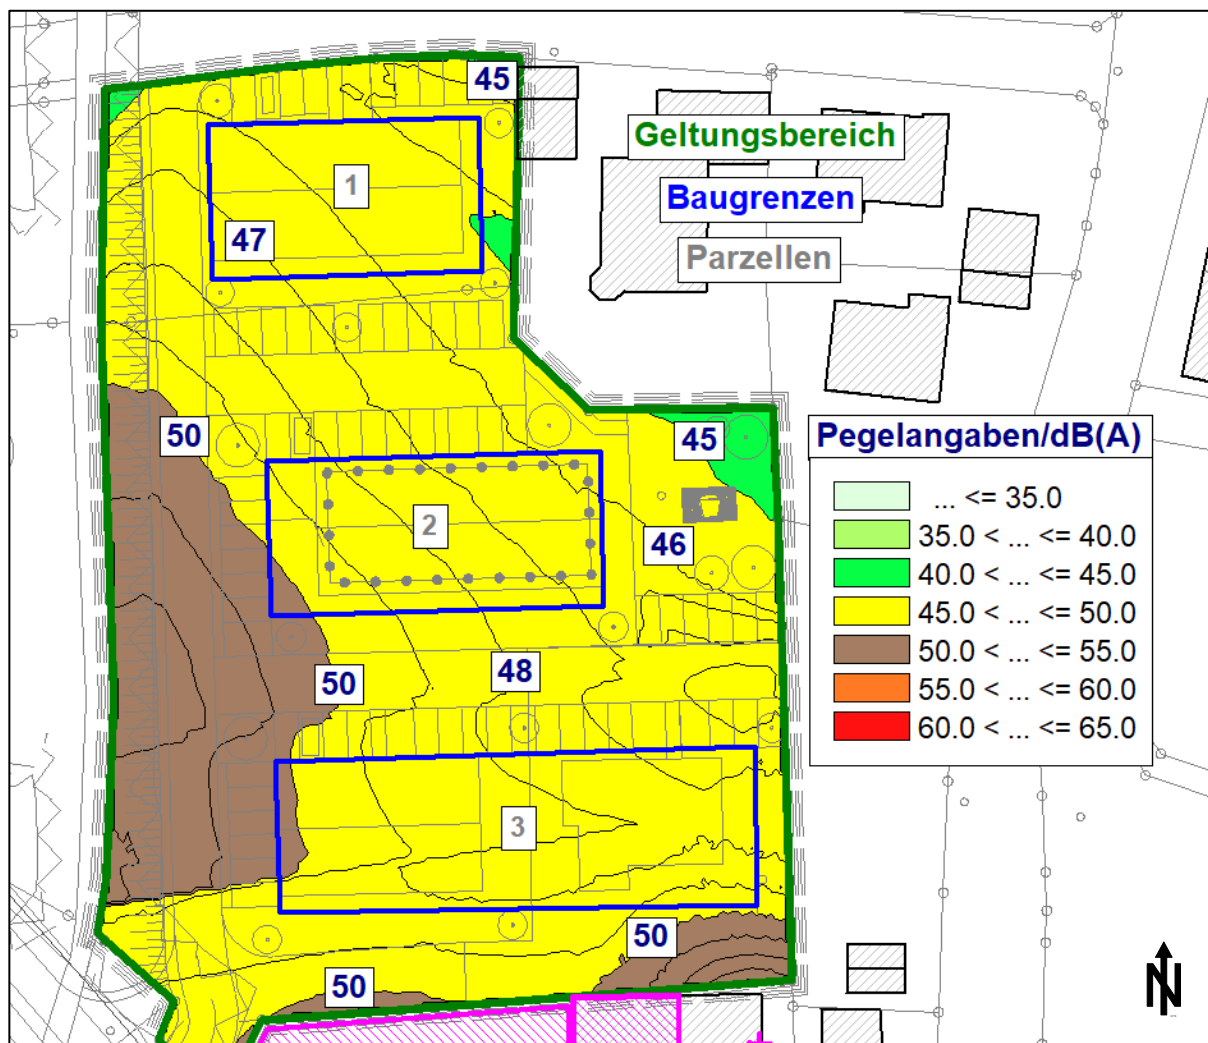 45
Geltungsbereich
1
Baugrenzen
47
Parzellen
50
45
Pegelangaben/dB(A)
... <= 35.0
2
35.0 < ... <= 40.0
46
40.0 < ... <= 45.0
45.0 < ... <= 50.0
50.0 < ... <= 55.0
50
48
55.0 < ... <= 60.0
60.0 < ... <= 65.0
3
50
50
N